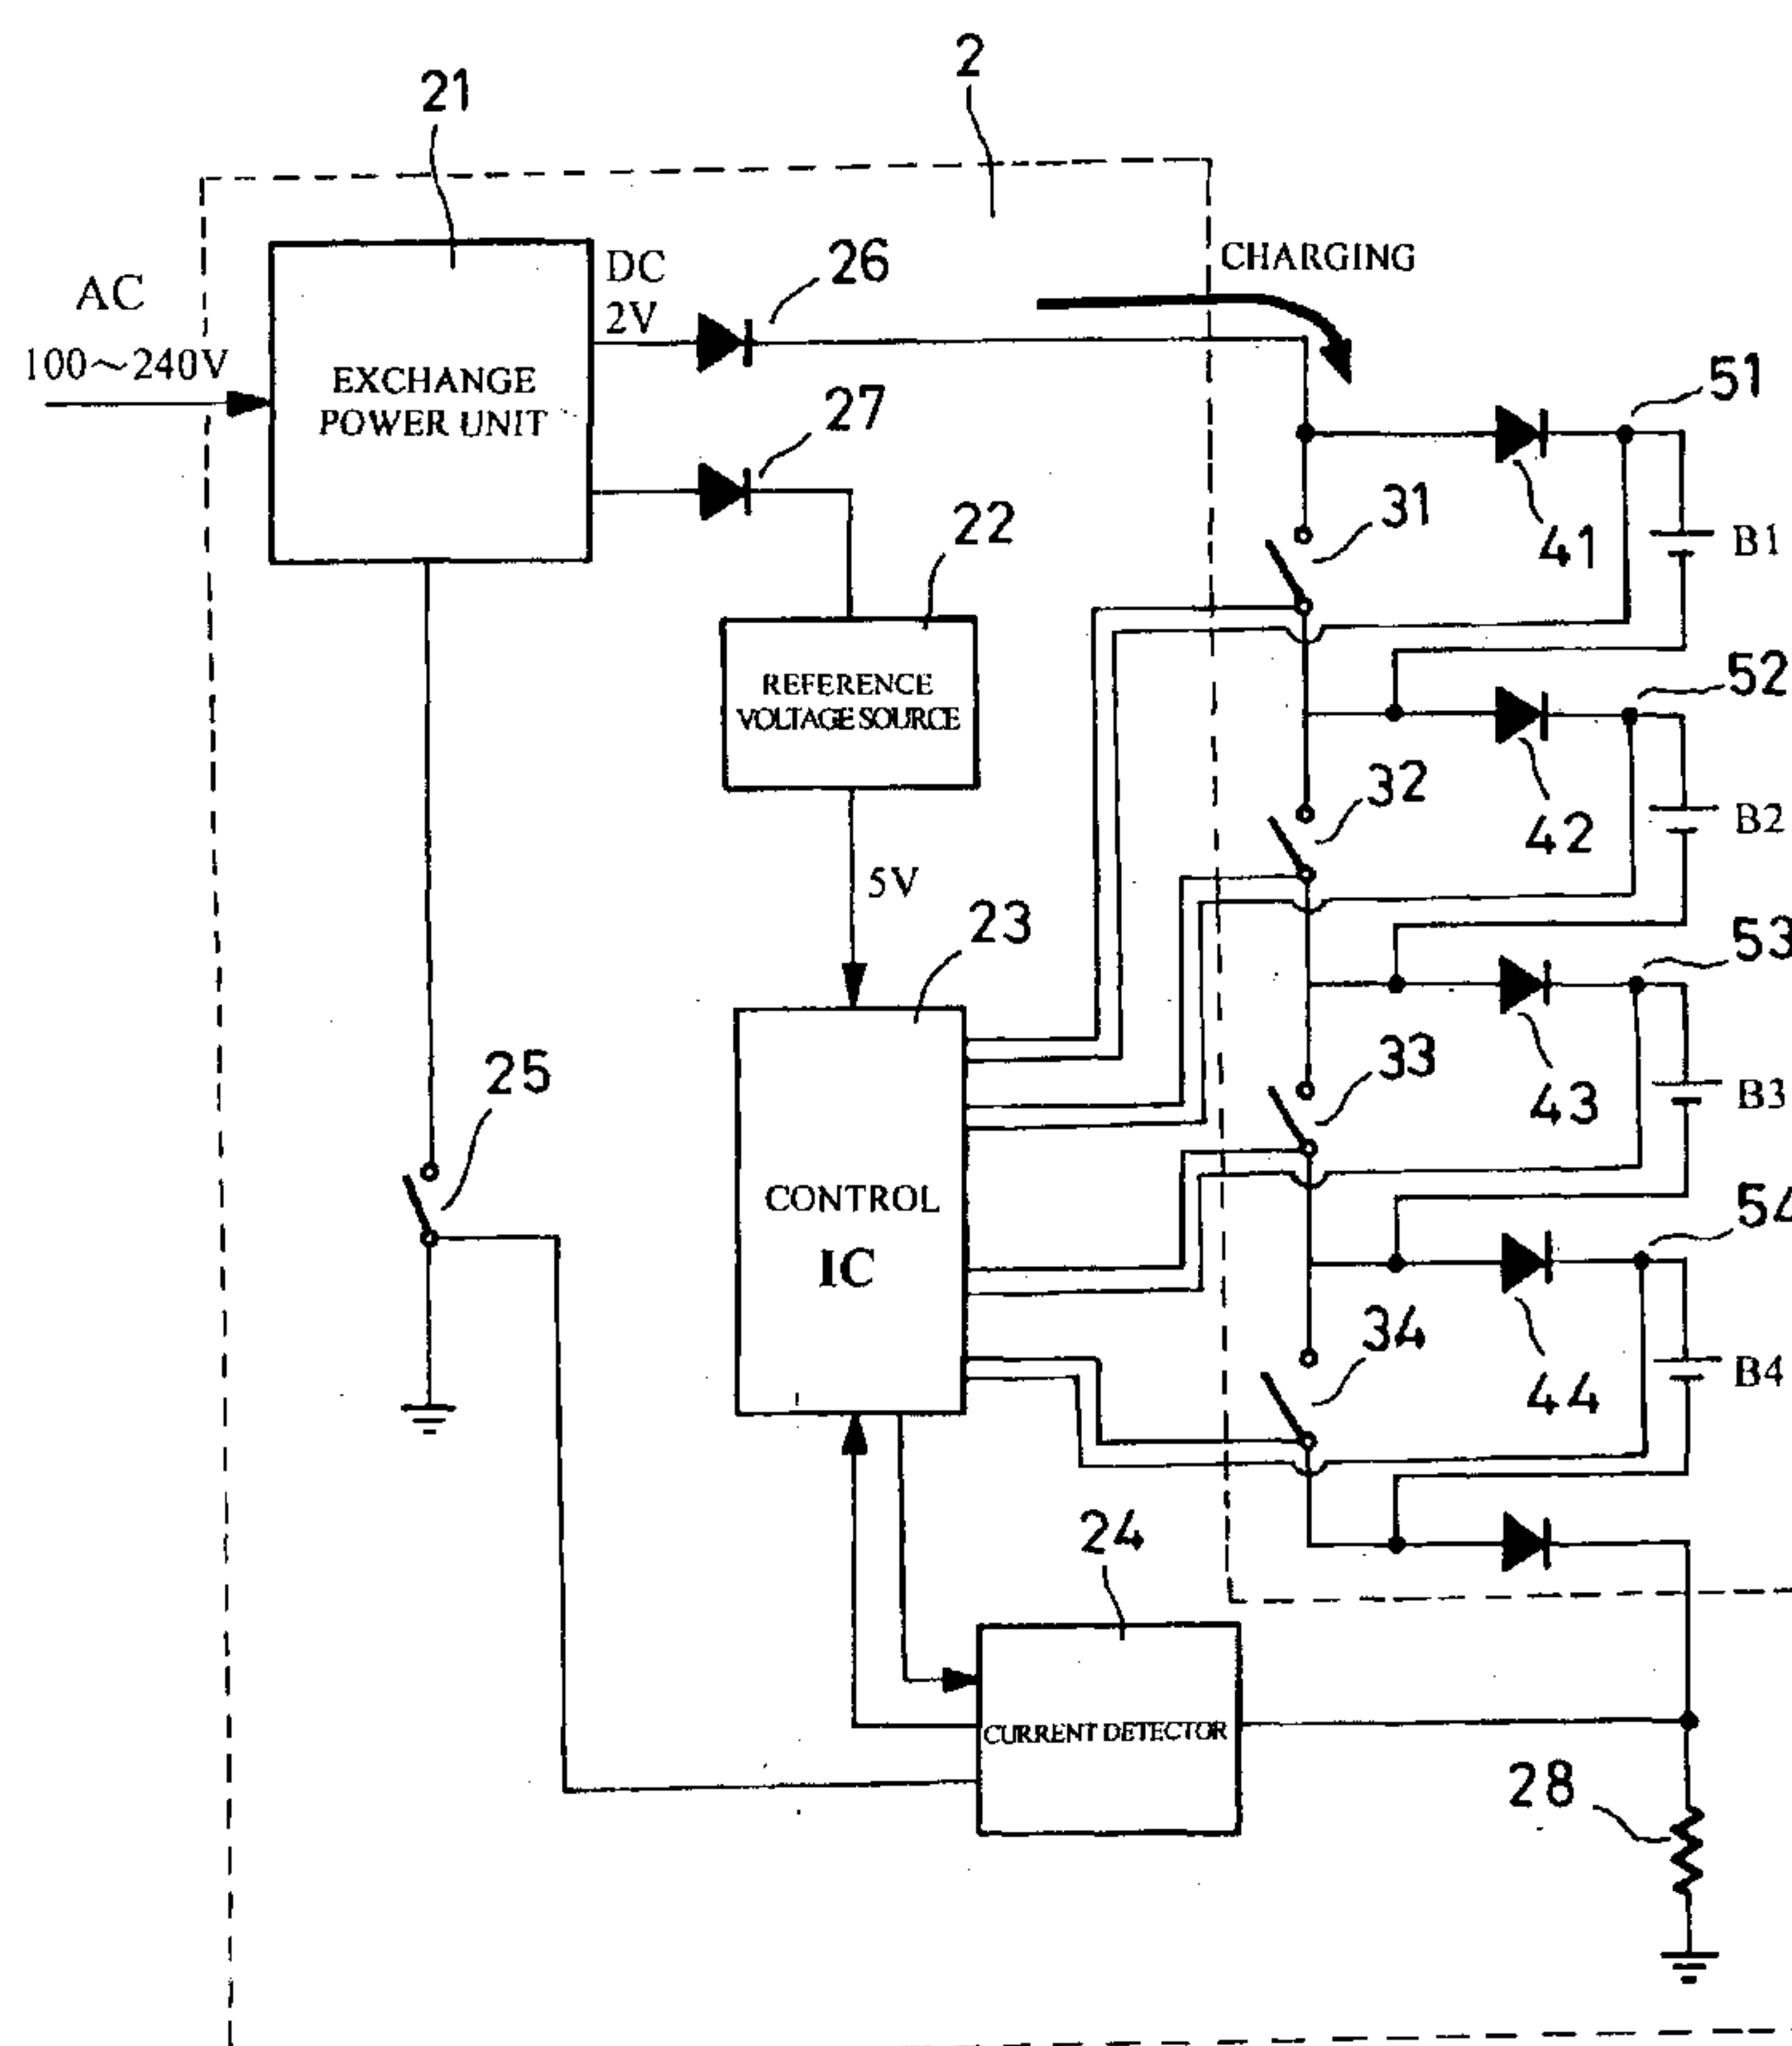 2
21
CHARGING
DC
2V
26
AC
100～240V
EXCHANGE
POWER UNIT
27
51
31
41
B1
22
REFERENCE
VOLTAGE SOURCE
52
32
42
B2
5V
23
53
33
43
B3
25
CONTROL
IC
54
34
44
B4
24
CURRENT DETECTOR
28